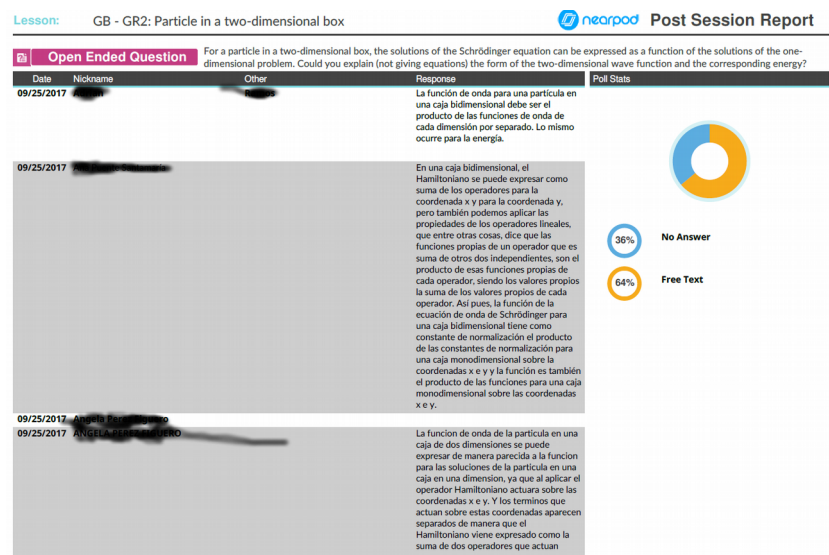 Lesson: GB - GR2: Particle in a two-dimensional box
nearpod Post Session Report
Open Ended Question
For a particle in a two-dimensional box, the solutions of the Schrödinger equation can be expressed as a function of the solutions of the one-
dimensional problem. Could you explain (not giving equations) the form of the two-dimensional wave function and the corresponding energy?
Date Nickname Other Response Poll Stats
09/25/2017
La función de onda para una partícula en
una caja bidimensional debe ser el
producto de las funciones de onda de
cada dimensión por separado. Lo mismo
ocurre para la energía.
09/25/2017
En una caja bidimensional, el
Hamiltoniano se puede expresar como
suma de los operadores para la
coordenada x y para la coordenada y,
pero también podemos aplicar las
propiedades de los operadores lineales,
que entre otras cosas, dice que las
funciones propias de un operador que es
suma de otros dos independientes, son el
producto de esas funciones propias de
cada operador, siendo los valores propios
la suma de los valores propios de cada
operador. Así pues, la función de la
ecuación de onda de Schrödinger para
una caja bidimensional tiene como
constante de normalización el producto
de las constantes de normalización para
una caja monodimensional sobre la
coordenadas x e y y la función es también
el producto de las funciones para una caja
monodimensional sobre las coordenadas
x e y.
09/25/2017
09/25/2017
La funcion de onda de la particula en una
caja de dos dimensiones se puede
expresar de manera parecida a la funcion
para las soluciones de la particula en una
caja en una dimension, ya que al aplicar el
operador Hamiltoniano actuara sobre las
coordenadas x e y. Y los terminos que
actuan sobre estas coordenadas aparecen
separados de manera que el
Hamiltoniano viene expresado como la
suma de dos operadores que actuan
36% No Answer
64% Free Text